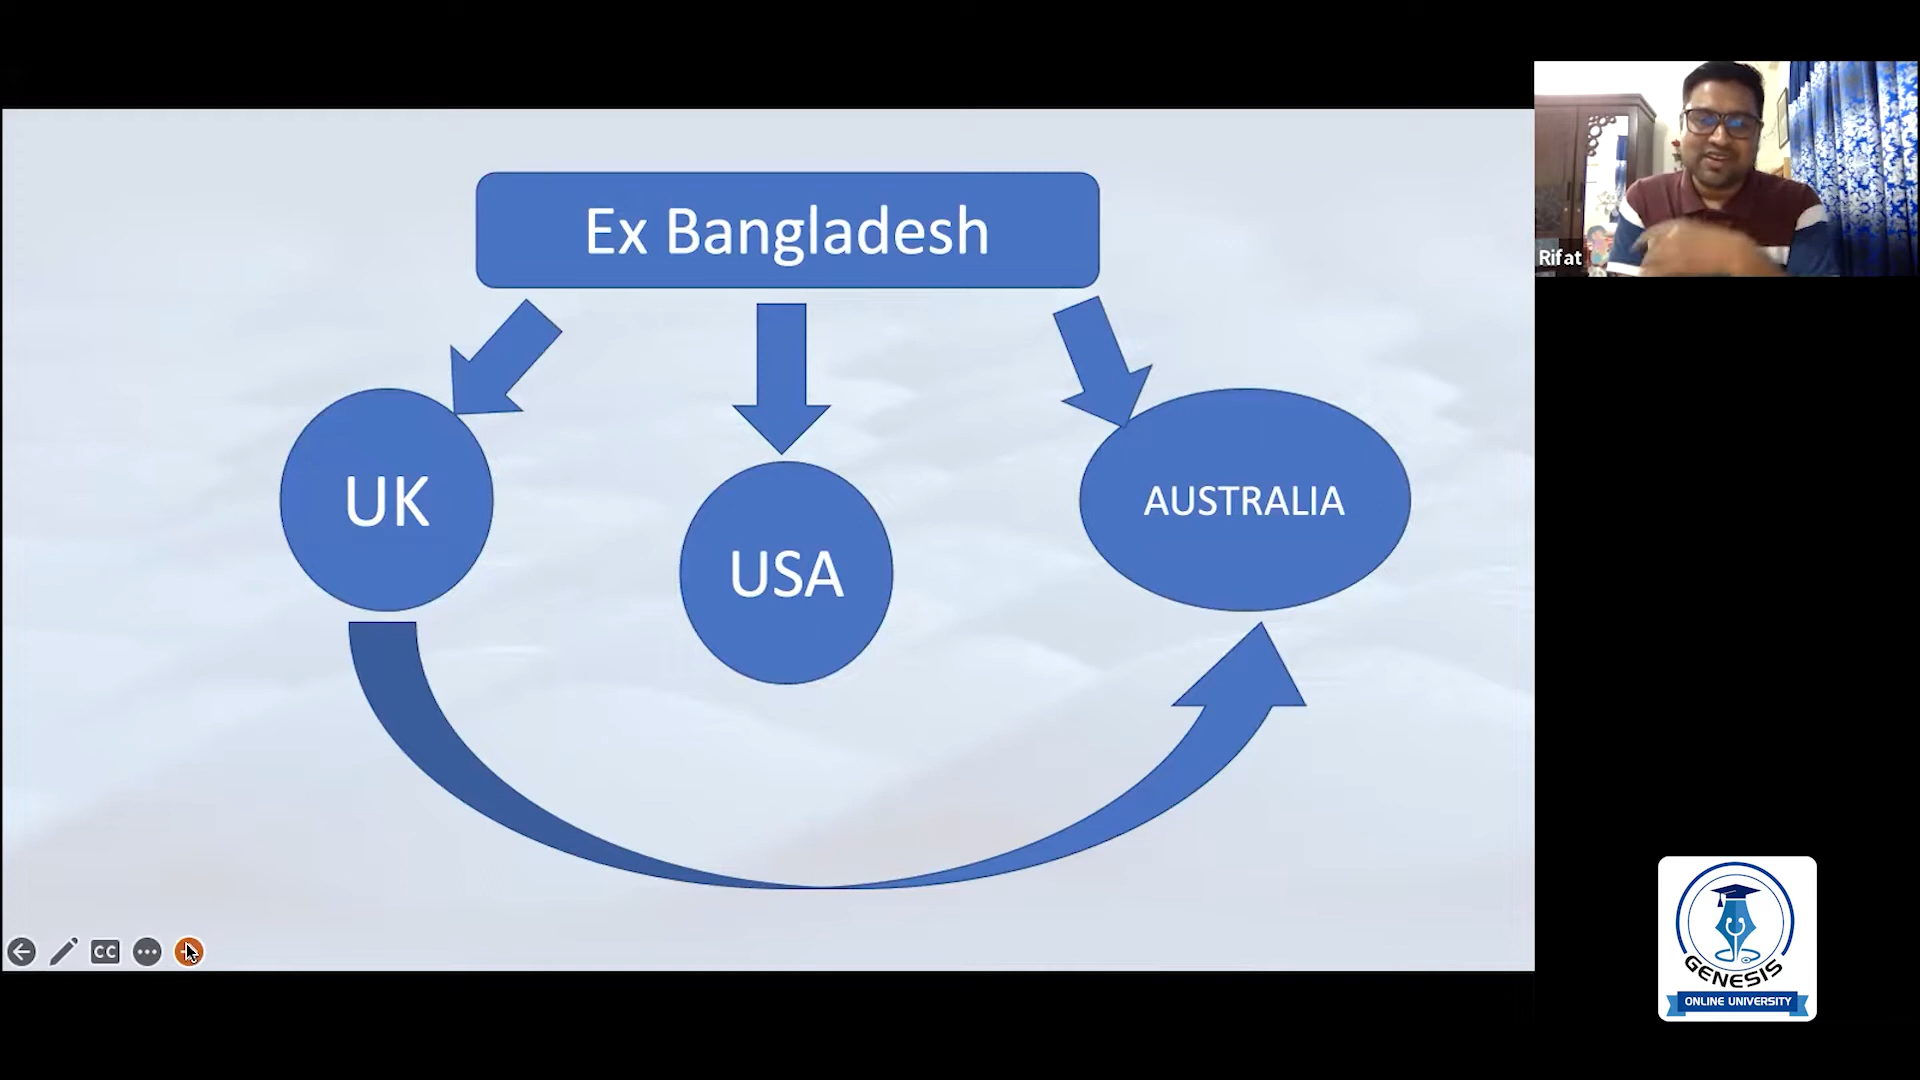 Ex Bangladesh
UK
USA
AUSTRALIA
Rifat
CC
GENESIS
ONLINE UNIVERSITY